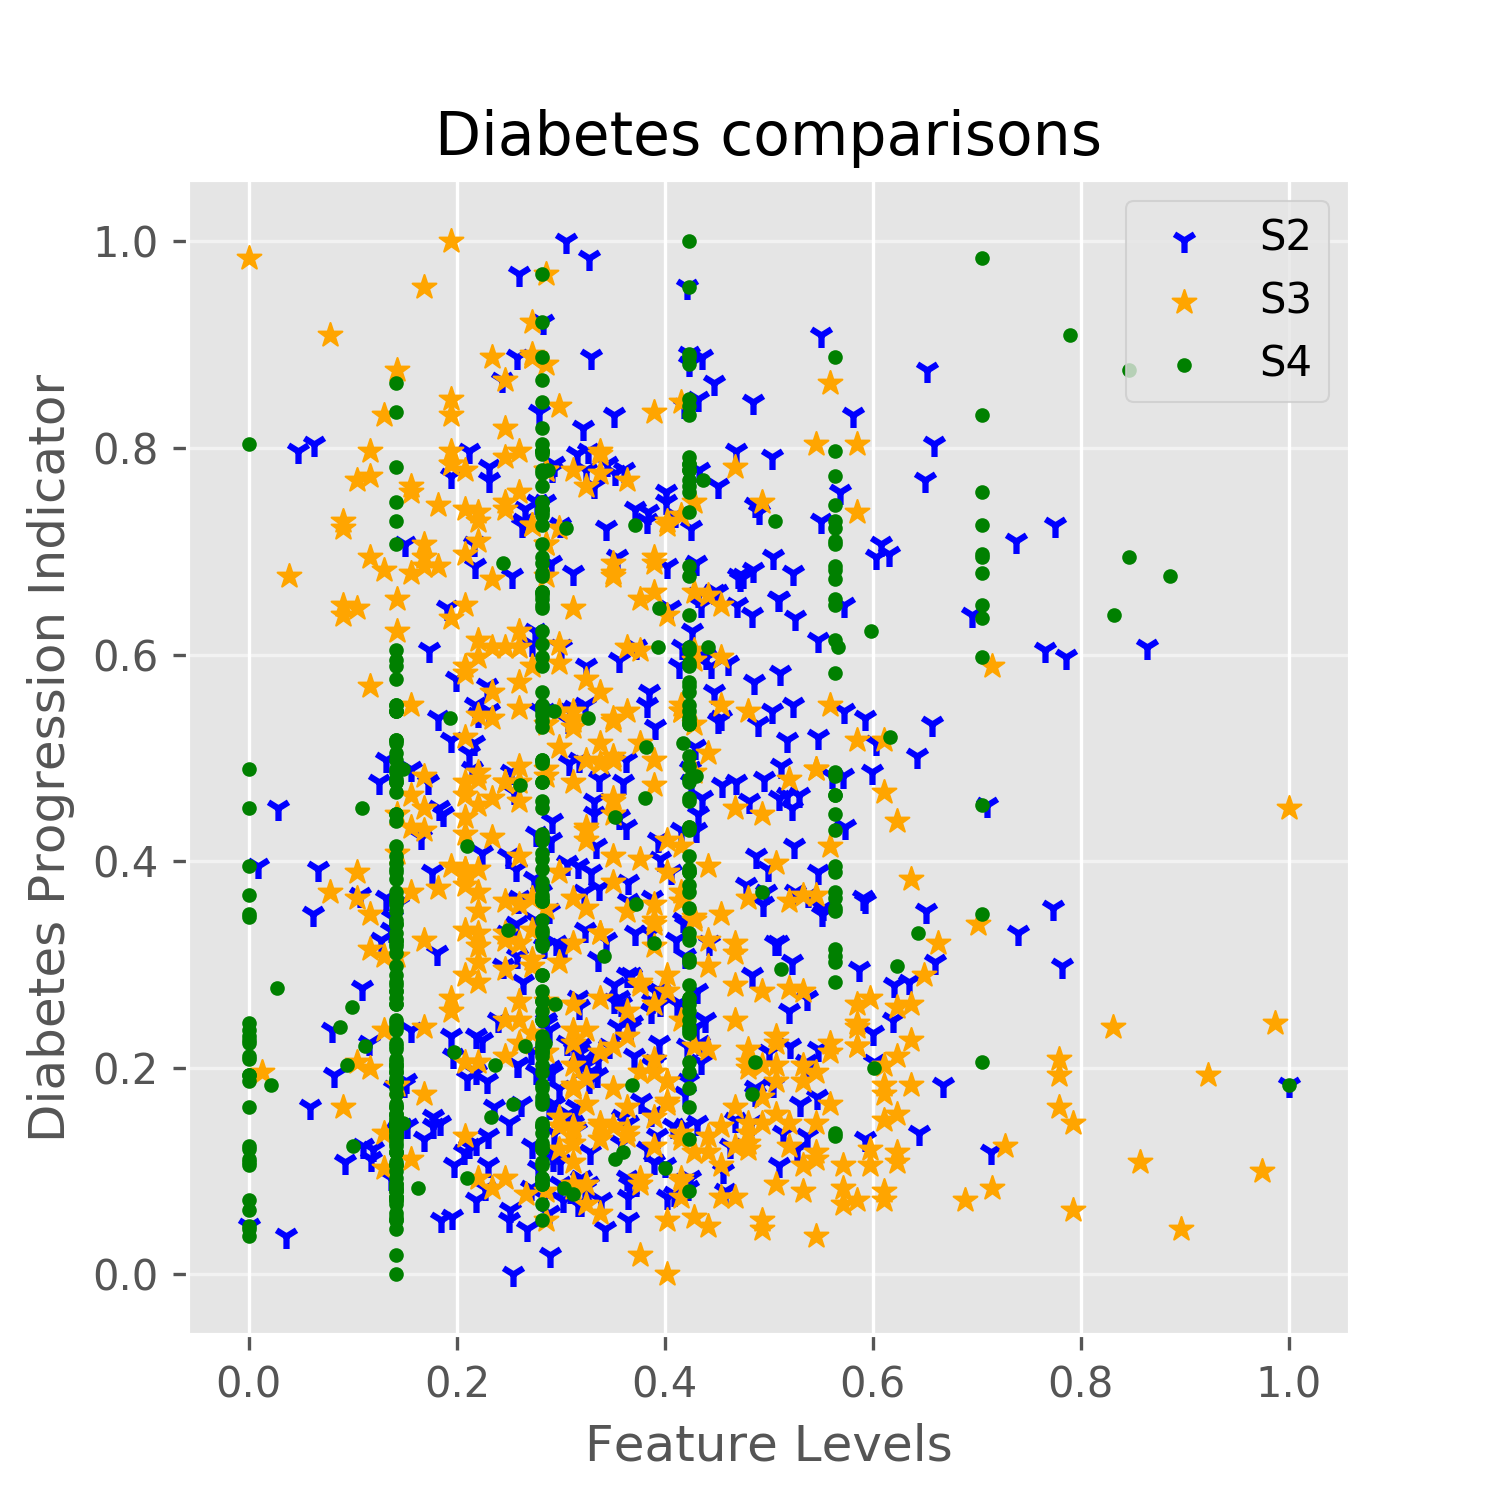 Diabetes comparisons
S2
S3
S4
Diabetes Progression Indicator
1.0
0.8
0.6
0.4
0.2
0.0
0.0 0.2 0.4 0.6 0.8 1.0
Feature Levels